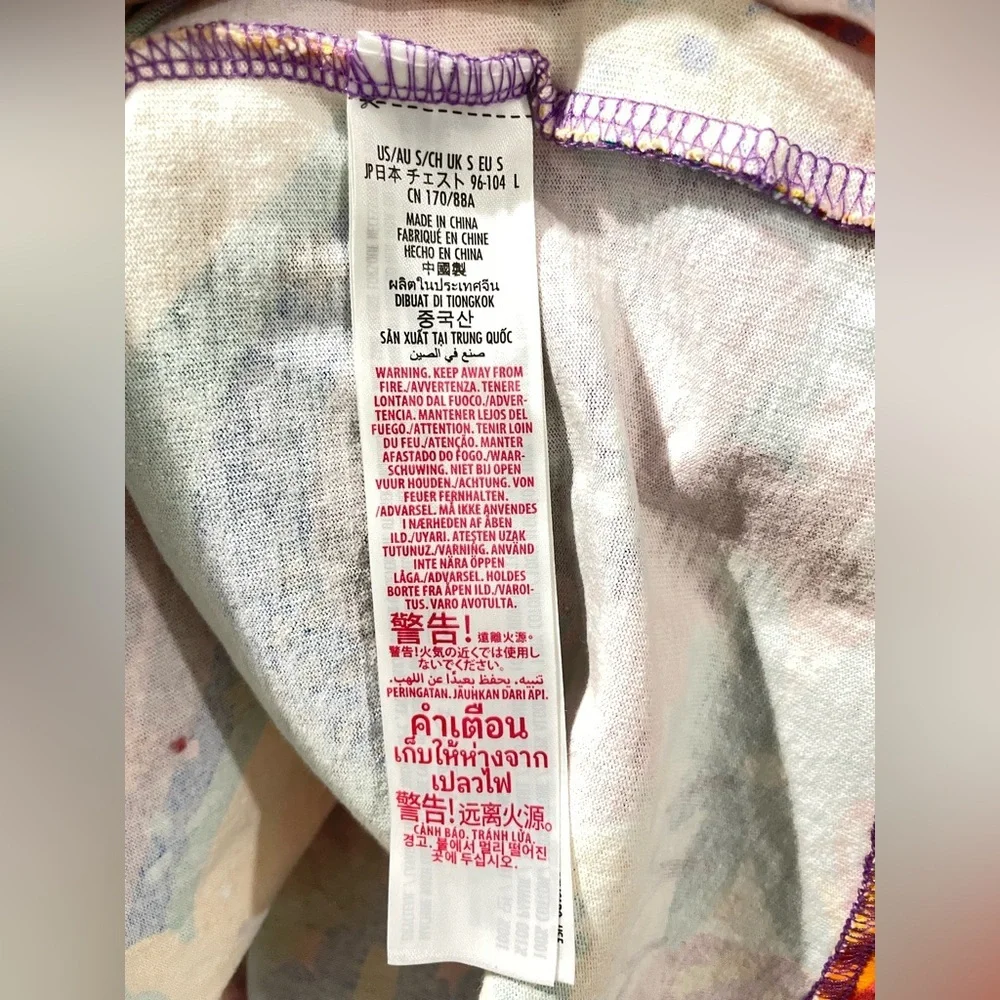 US/AU S/CH UK S EU S
JP日本 チェスト 96-104 L
CN 170/88A
MADE IN CHINA
FABRIQUÉ EN CHINE
HECHO EN CHINA
中國製
ผลิตในประเทศจีน
DIBUAT DI TIONGKOK
중국산
SẢN XUẤT TẠI TRUNG QUỐC
صنع في الصين
WARNING. KEEP AWAY FROM
FIRE./AVVERTENZA. TENERE
LONTANO DAL FUOCO./ADVER-
TENCIA. MANTENER LEJOS DEL
FUEGO./ATTENTION. TENIR LOIN
DU FEU./ATENÇÃO. MANTER
AFASTADO DO FOGO./WAAR-
SCHUWING. NIET BIJ OPEN
VUUR HOUDEN./ACHTUNG. VON
FEUER FERNHALTEN.
/ADVARSEL. MÅ IKKE ANVENDES
I NÆRHEDEN AF ÅBEN
ILD./UYARI. ATEŞTEN UZAK
TUTUNUZ./VARNING. ANVÄND
INTE NÄRA ÖPPEN
LÅGA./ADVARSEL. HOLDES
BORTE FRA ÅPEN ILD./VAROI-
TUS. VARO AVOTULTA.
警告! 遠離火源。
警告!火気の近くでは使用し
ないでください。
تنبيه. يحفظ بعيدًا عن اللهب.
PERINGATAN. JAUHKAN DARI API.
คำเตือน
เก็บให้ห่างจาก
เปลวไฟ
警告!远离火源。
CẢNH BÁO. TRÁNH LỬA.
경고. 불에서 멀리 떨어진
곳에 두십시오.